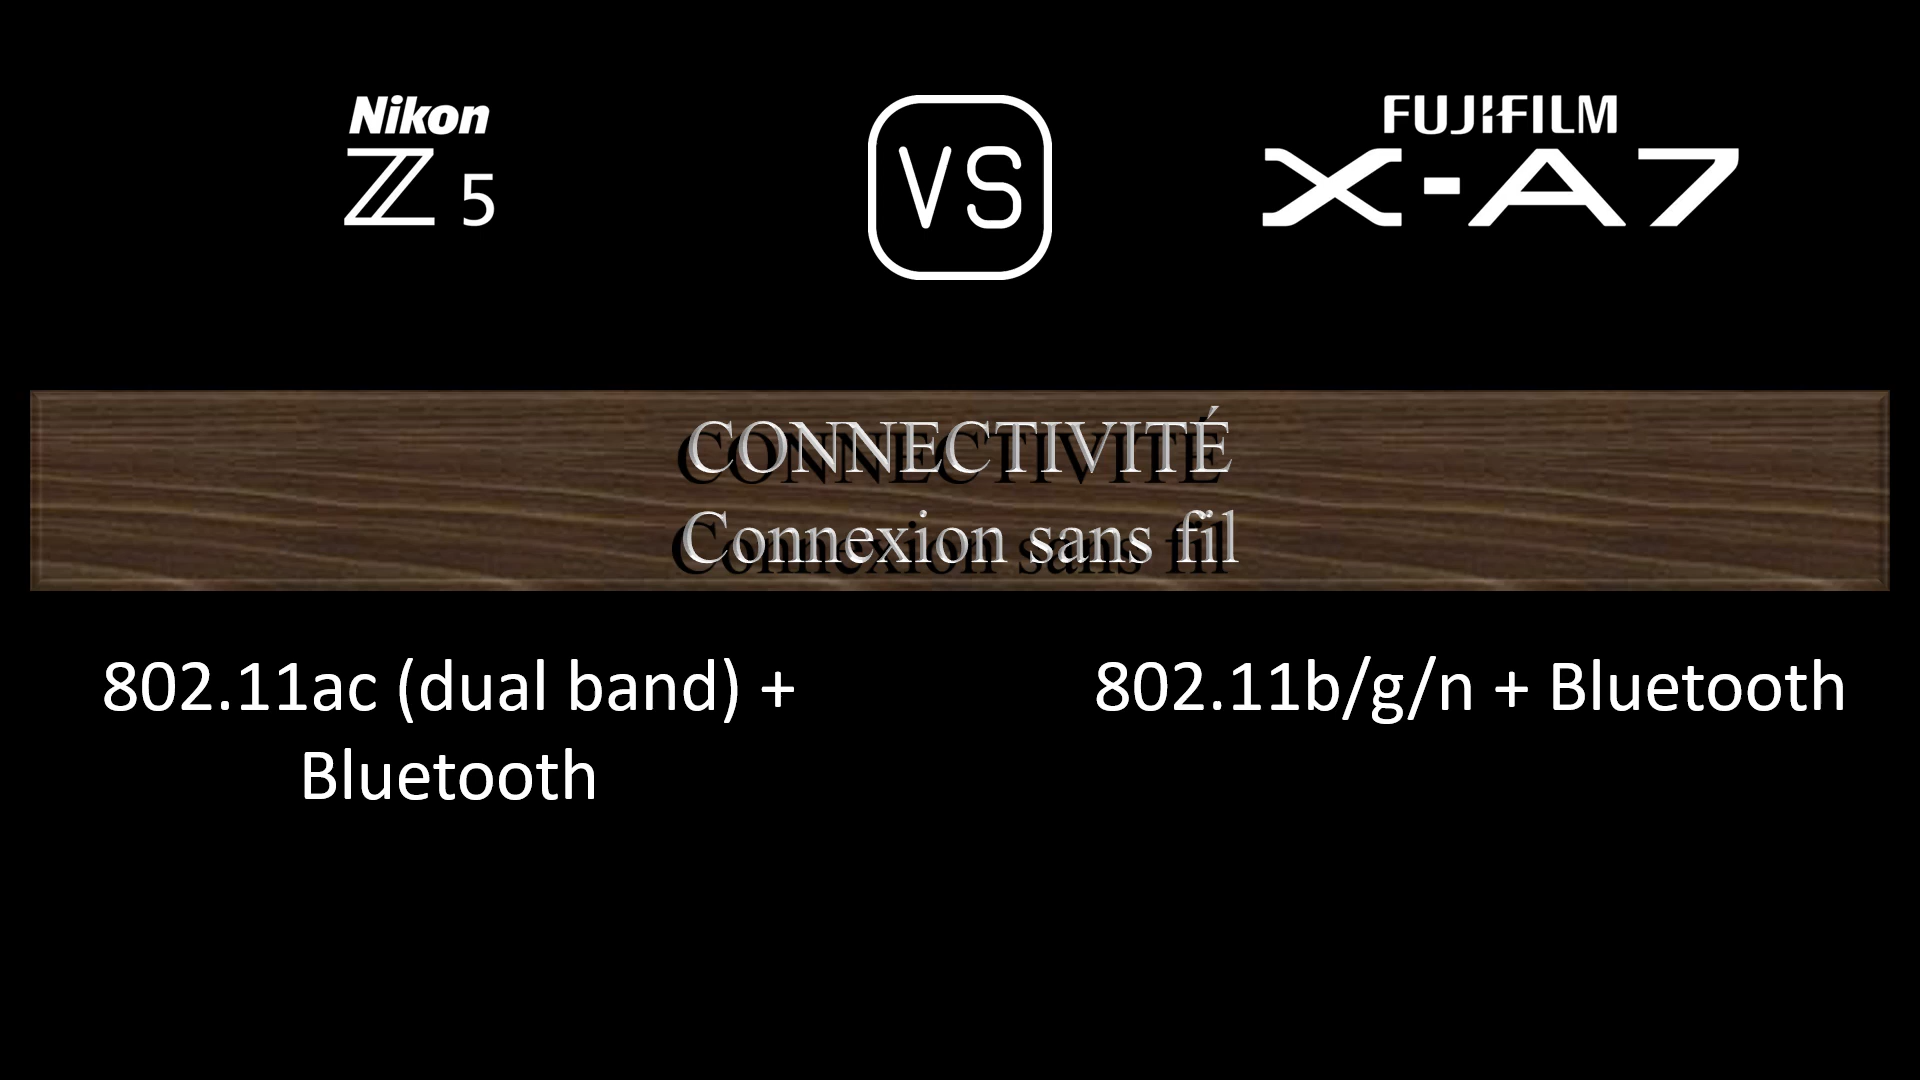 Nikon
Z 5
VS
FUJIFILM
X-A7
CONNECTIVITÉ
Connexion sans fil
802.11ac (dual band) +
Bluetooth
802.11b/g/n + Bluetooth